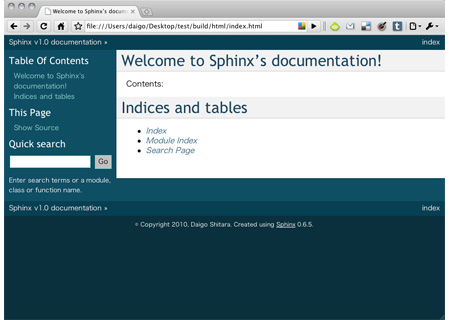 Welcome to Sphinx's docume
file:///Users/daigo/Desktop/test/build/html/index.html
Sphinx v1.0 documentation »
index
Table Of Contents
Welcome to Sphinx's
documentation!
Indices and tables
This Page
Show Source
Quick search
Go
Enter search terms or a module,
class or function name.
Welcome to Sphinx's documentation!
Contents:
Indices and tables
Index
Module Index
Search Page
Sphinx v1.0 documentation »
index
© Copyright 2010, Daigo Shitara. Created using Sphinx 0.6.5.